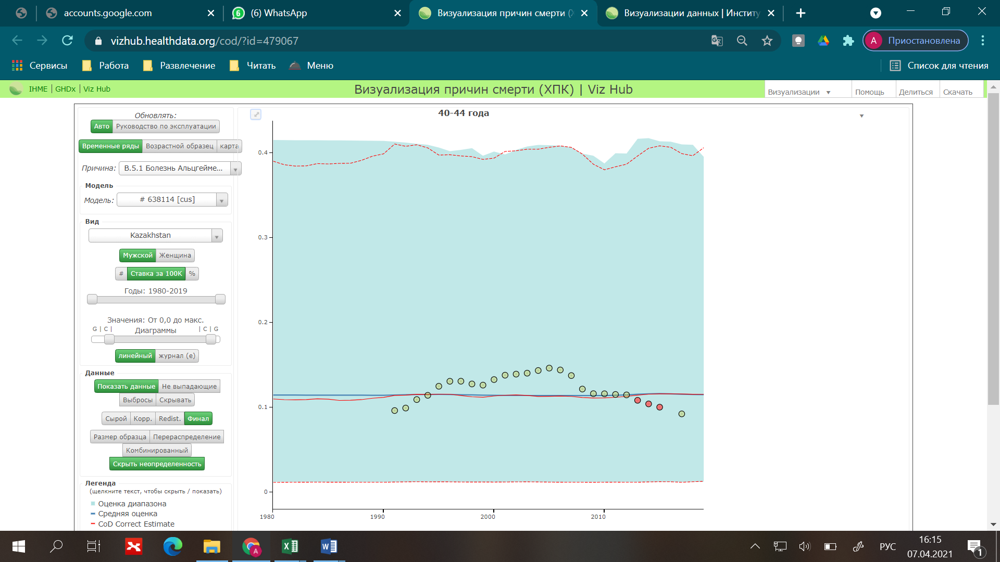 accounts.google.com
(6) WhatsApp
Визуализация причин смерти (
Визуализации данных | Институ
vizhub.healthdata.org/cod/?id=479067
A Приостановлена
Сервисы
Работа
Развлечение
Читать
Меню
Список для чтения
IHME | GHDx | Viz Hub
Визуализация причин смерти (ХПК) | Viz Hub
Визуализации
Помощь
Делиться
Скачать
Обновлять:
Авто
Руководство по эксплуатации
Временные ряды
Возрастной образец
карта
Причина:
B.5.1 Болезнь Альцгейме...
Модель
Модель:
# 638114 [cus]
Вид
Kazakhstan
Мужской
Женщина
#
Ставка за 100К
%
Годы: 1980-2019
Значения: От 0,0 до макс.
G | C |
Диаграммы
| C | G
линейный
журнал (е)
Данные
Показать данные
Не выпадающие
Выбросы
Скрывать
Сырой
Корр.
Redist.
Финал
Размер образца
Перераспределение
Комбинированный
Скрыть неопределенность
Легенда
(щелкните текст, чтобы скрыть / показать)
Оценка диапазона
Средняя оценка
CoD Correct Estimate
40-44 года
0.4
0.3
0.2
0.1
0
1980
1990
2000
2010
РУС
16:15
07.04.2021
1